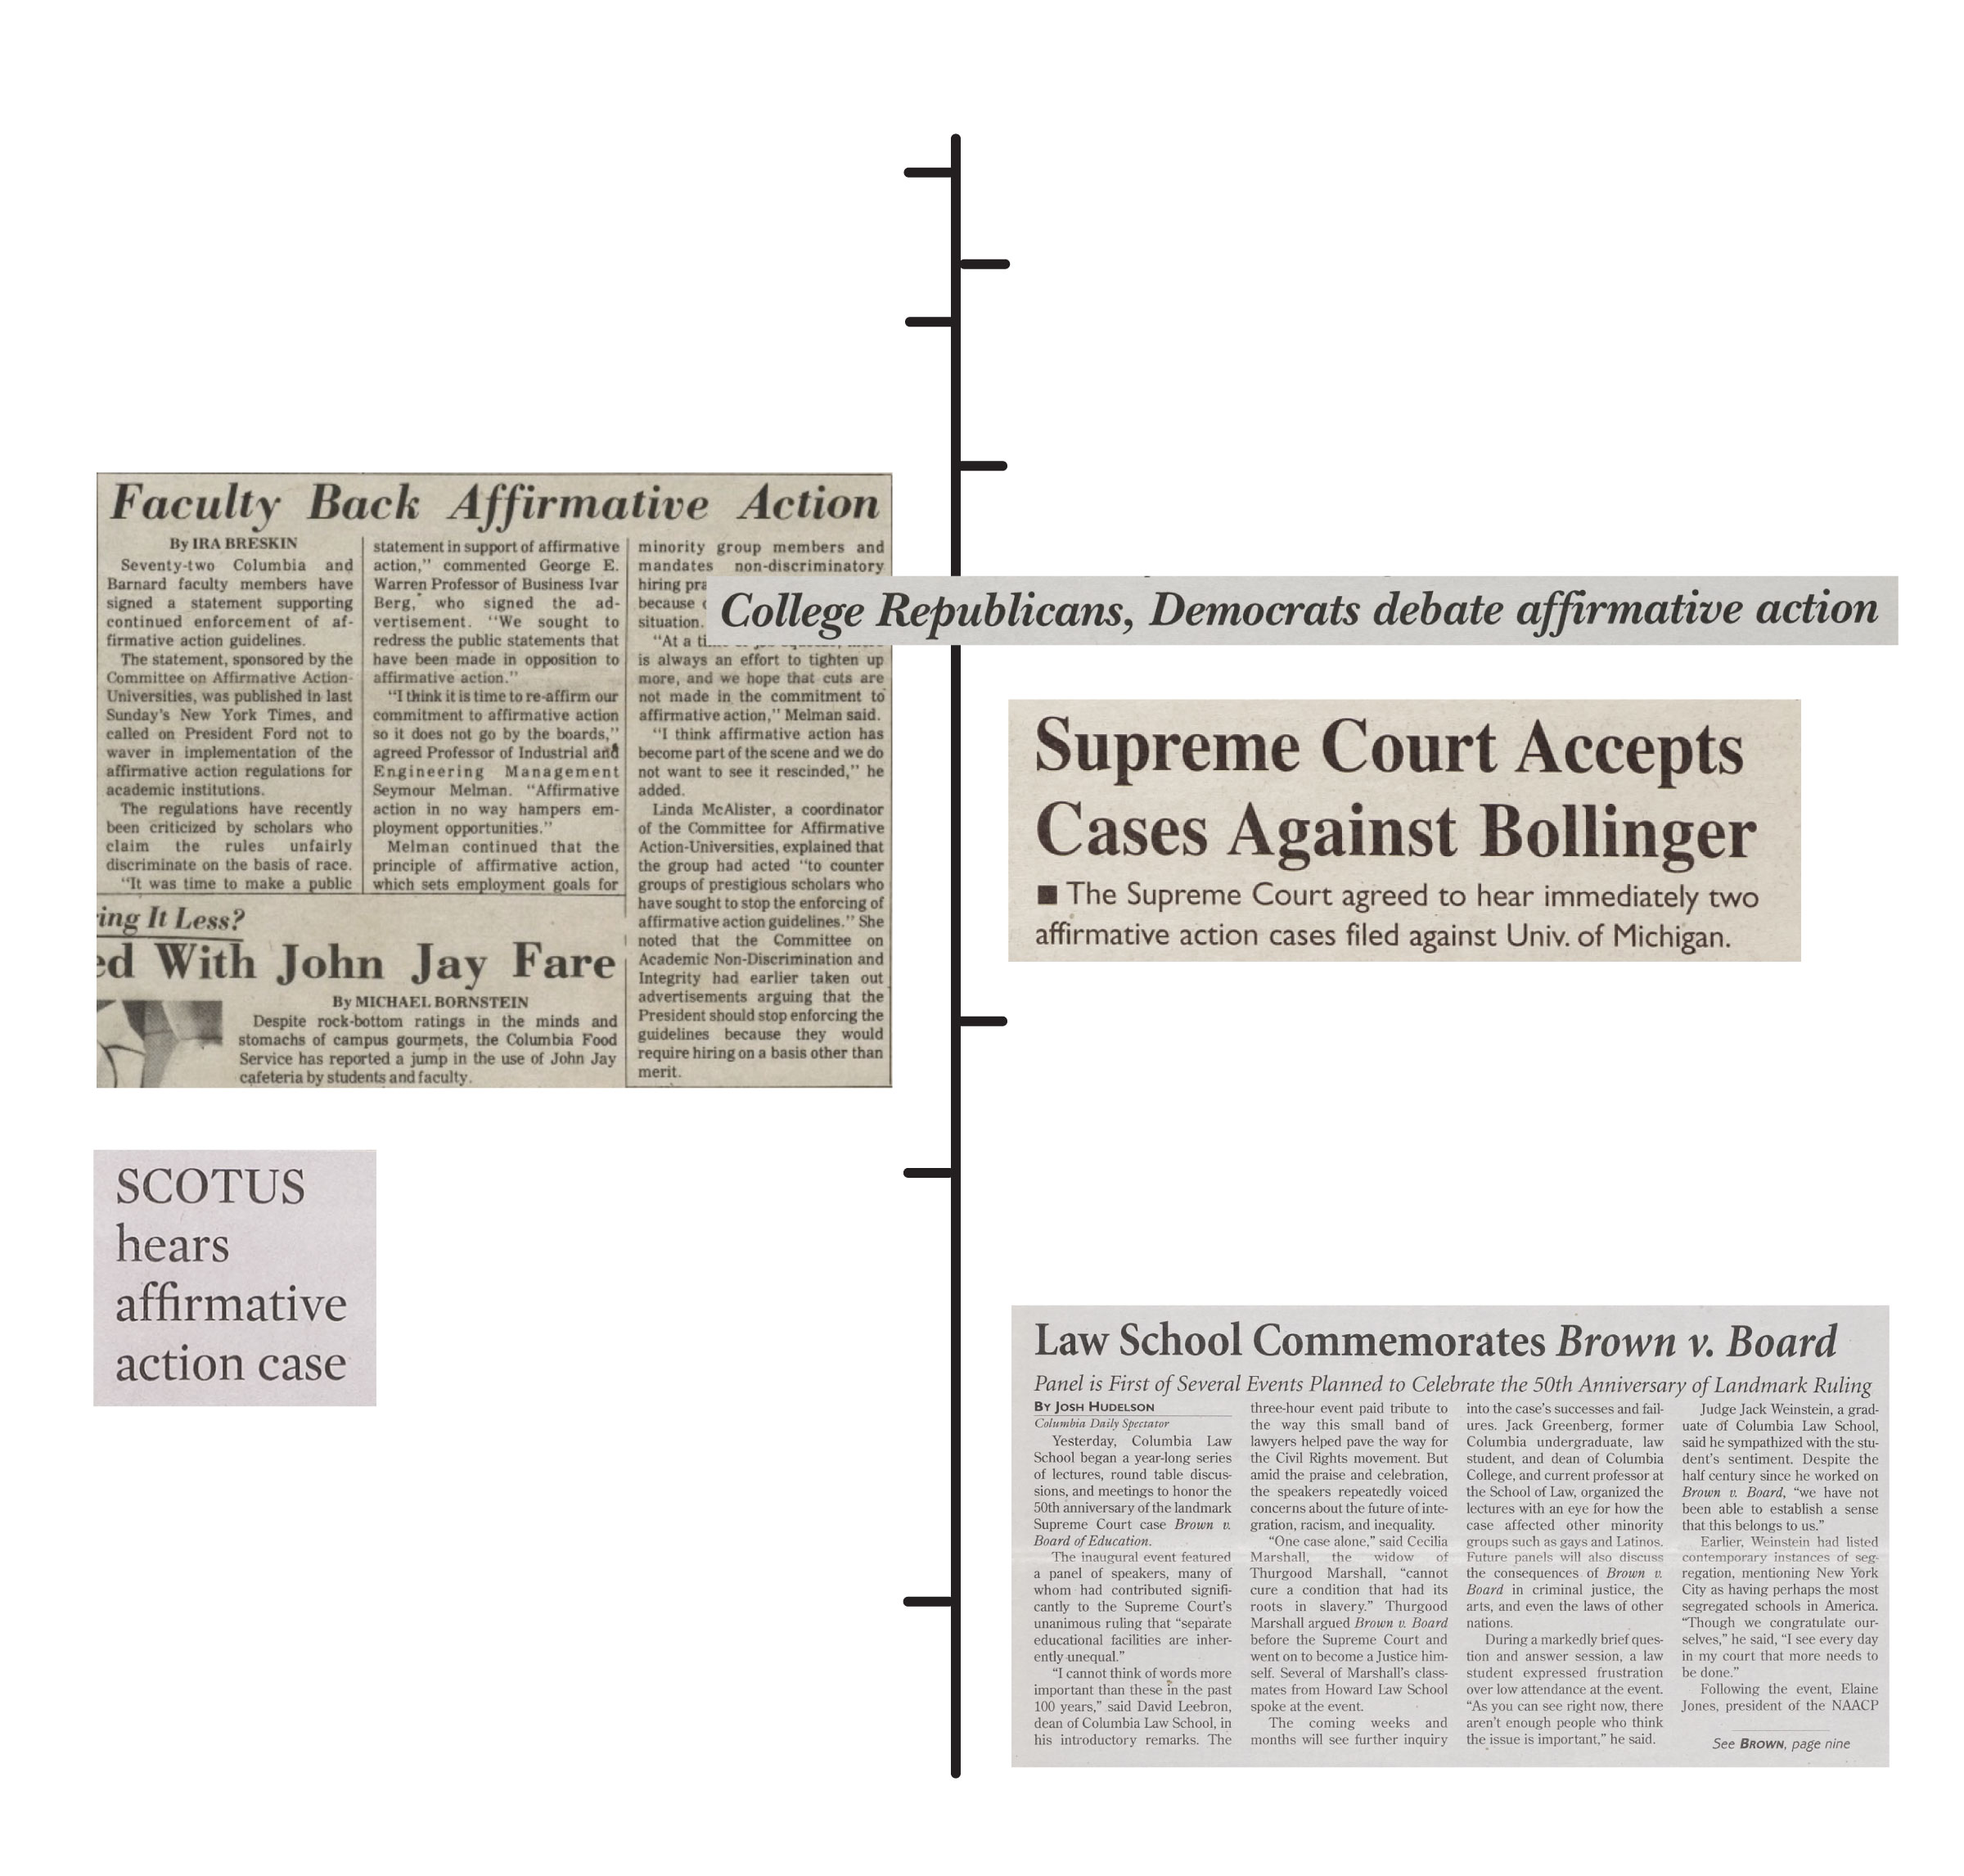 Faculty Back Affirmative Action
By IRA BRESKIN
Seventy-two Columbia and
Barnard faculty members have
signed a statement supporting
continued enforcement of af-
firmative action guidelines.
The statement, sponsored by the
Committee on Affirmative Action-
Universities, was published in last
Sunday's New York Times, and
called on President Ford not to
waver in implementation of the
affirmative action regulations for
academic institutions.
The regulations have recently
been criticized by scholars who
claim the rules unfairly
discriminate on the basis of race.
"It was time to make a public
statement in support of affirmative
action," commented George E.
Warren Professor of Business Ivar
Berg, who signed the ad-
vertisement. "We sought to
redress the public statements that
have been made in opposition to
affirmative action."
"I think it is time to re-affirm our
commitment to affirmative action
so it does not go by the boards,"
agreed Professor of Industrial and
Engineering Management
Seymour Melman. "Affirmative
action in no way hampers em-
ployment opportunities."
Melman continued that the
principle of affirmative action,
which sets employment goals for
minority group members and
mandates non-discriminatory
hiring
because
situation.
"At a
is always an effort to tighten up
more, and we hope that cuts are
not made in the commitment to
affirmative action," Melman said.
"I think affirmative action has
become part of the scene and we do
not want to see it rescinded," he
added.
Linda McAlister, a coordinator
of the Committee for Affirmative
Action-Universities, explained that
the group had acted "to counter
groups of prestigious scholars who
have sought to stop the enforcing of
affirmative action guidelines." She
noted that the Committee on
Academic Non-Discrimination and
Integrity had earlier taken out
advertisements arguing that the
President should stop enforcing the
guidelines because they would
require hiring on a basis other than
merit.
ing It Less?
ed With John Jay Fare
By MICHAEL BORNSTEIN
Despite rock-bottom ratings in the minds and
stomachs of campus gourmets, the Columbia Food
Service has reported a jump in the use of John Jay
cafeteria by students and faculty.
College Republicans, Democrats debate affirmative action
Supreme Court Accepts
Cases Against Bollinger
■ The Supreme Court agreed to hear immediately two
affirmative action cases filed against Univ. of Michigan.
SCOTUS
hears
affirmative
action case
Law School Commemorates Brown v. Board
Panel is First of Several Events Planned to Celebrate the 50th Anniversary of Landmark Ruling
BY JOSH HUDELSON
Columbia Daily Spectator
Yesterday, Columbia Law
School began a year-long series
of lectures, round table discus-
sions, and meetings to honor the
50th anniversary of the landmark
Supreme Court case Brown v.
Board of Education.
The inaugural event featured
a panel of speakers, many of
whom had contributed signifi-
cantly to the Supreme Court's
unanimous ruling that "separate
educational facilities are inher-
ently unequal."
"I cannot think of words more
important than these in the past
100 years," said David Leebron,
dean of Columbia Law School, in
his introductory remarks. The
three-hour event paid tribute to
the way this small band of
lawyers helped pave the way for
the Civil Rights movement. But
amid the praise and celebration,
the speakers repeatedly voiced
concerns about the future of inte-
gration, racism, and inequality.
"One case alone," said Cecilia
Marshall, the widow of
Thurgood Marshall, "cannot
cure a condition that had its
roots in slavery." Thurgood
Marshall argued Brown v. Board
before the Supreme Court and
went on to become a Justice him-
self. Several of Marshall's class-
mates from Howard Law School
spoke at the event.
The coming weeks and
months will see further inquiry
into the case's successes and fail-
ures. Jack Greenberg, former
Columbia undergraduate, law
student, and dean of Columbia
College, and current professor at
the School of Law, organized the
lectures with an eye for how the
case affected other minority
groups such as gays and Latinos.
Future panels will also discuss
the consequences of Brown v.
Board in criminal justice, the
arts, and even the laws of other
nations.
During a markedly brief ques-
tion and answer session, a law
student expressed frustration
over low attendance at the event.
"As you can see right now, there
aren't enough people who think
the issue is important," he said.
Judge Jack Weinstein, a grad-
uate of Columbia Law School,
said he sympathized with the stu-
dent's sentiment. Despite the
half century since he worked on
Brown v. Board, "we have not
been able to establish a sense
that this belongs to us."
Earlier, Weinstein had listed
contemporary instances of seg-
regation, mentioning New York
City as having perhaps the most
segregated schools in America.
"Though we congratulate our-
selves," he said, "I see every day
in my court that more needs to
be done."
Following the event, Elaine
Jones, president of the NAACP
See BROWN, page nine